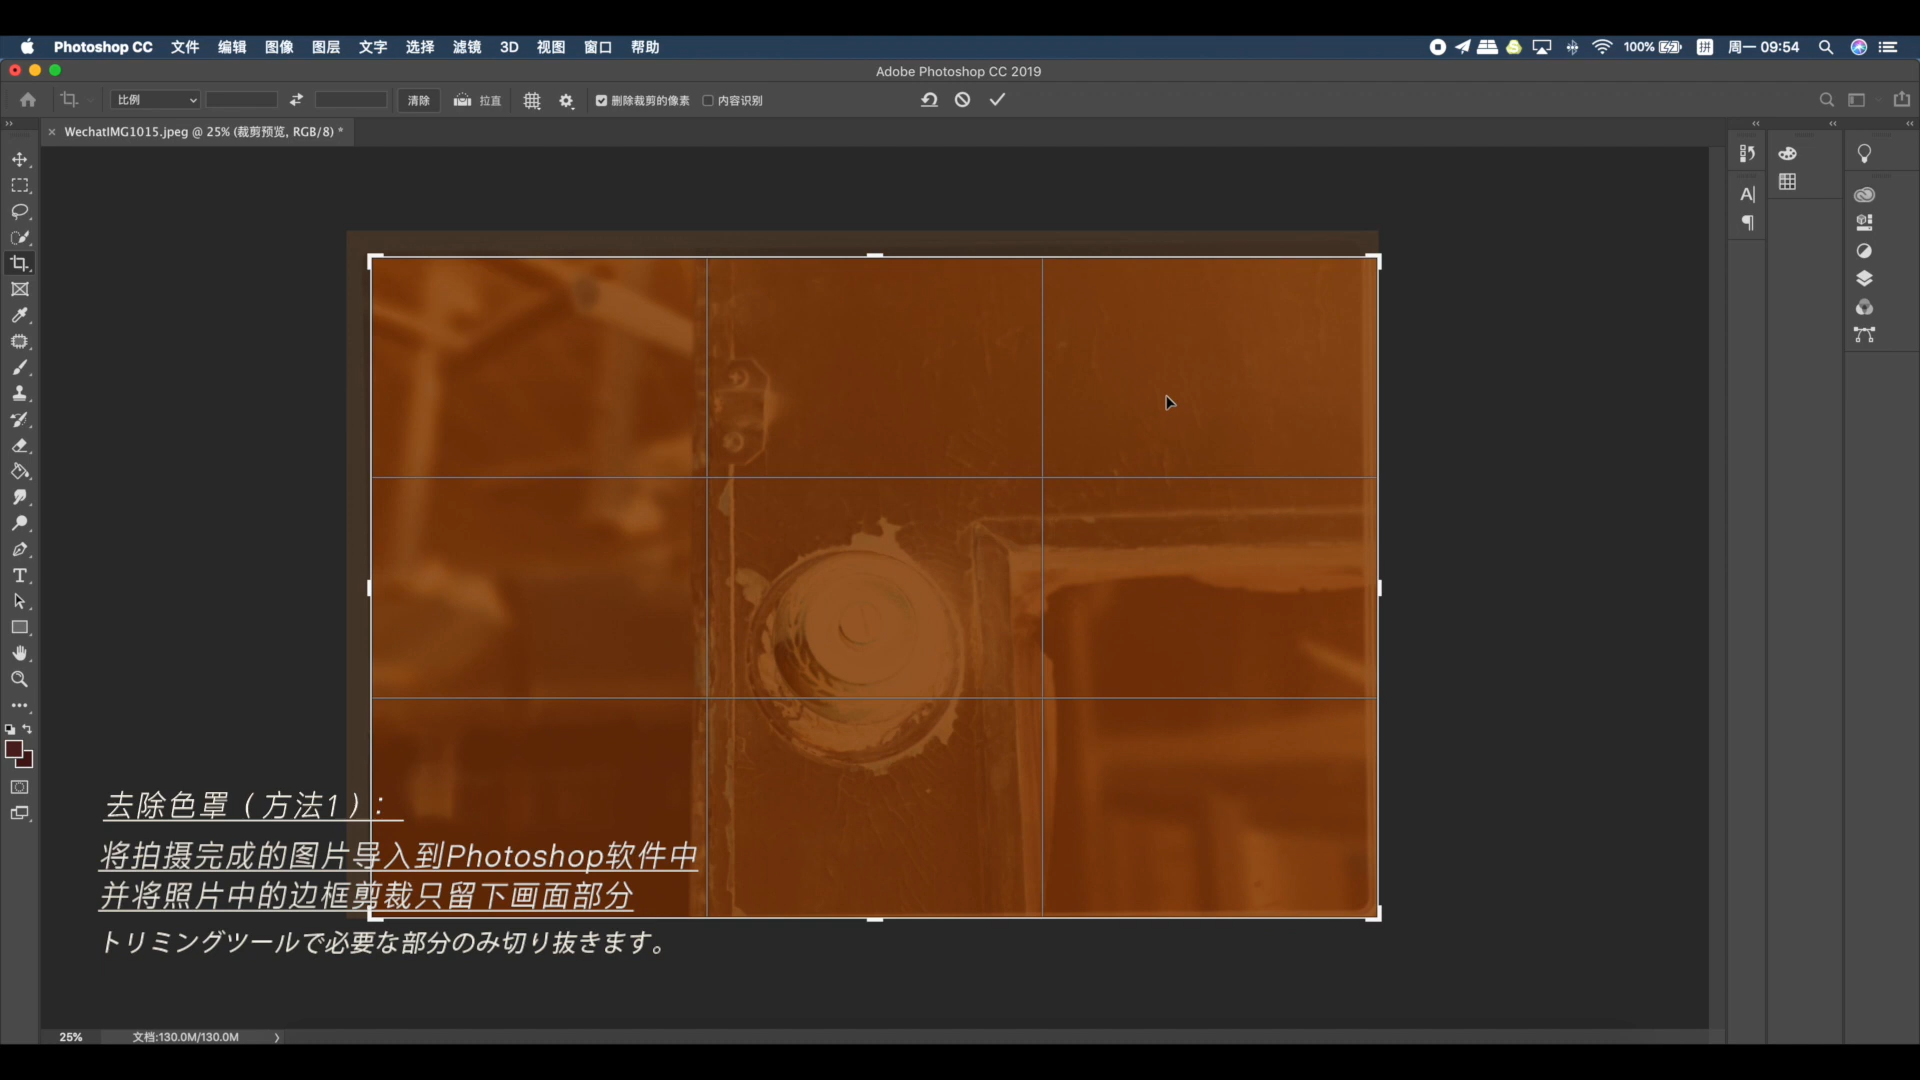 Photoshop CC 文件 编辑 图像 图层 文字 选择 滤镜 3D 视图 窗口 帮助 100% 拼 周一 09:54
Adobe Photoshop CC 2019
比例 清除 拉直 删除裁剪的像素 内容识别
WechatIMG1015.jpeg @ 25% (裁剪预览, RGB/8) *
去除色罩（方法1）：
将拍摄完成的图片导入到Photoshop软件中
并将照片中的边框剪裁只留下画面部分
トリミングツールで必要な部分のみ切り抜きます。
25% 文档:130.0M/130.0M